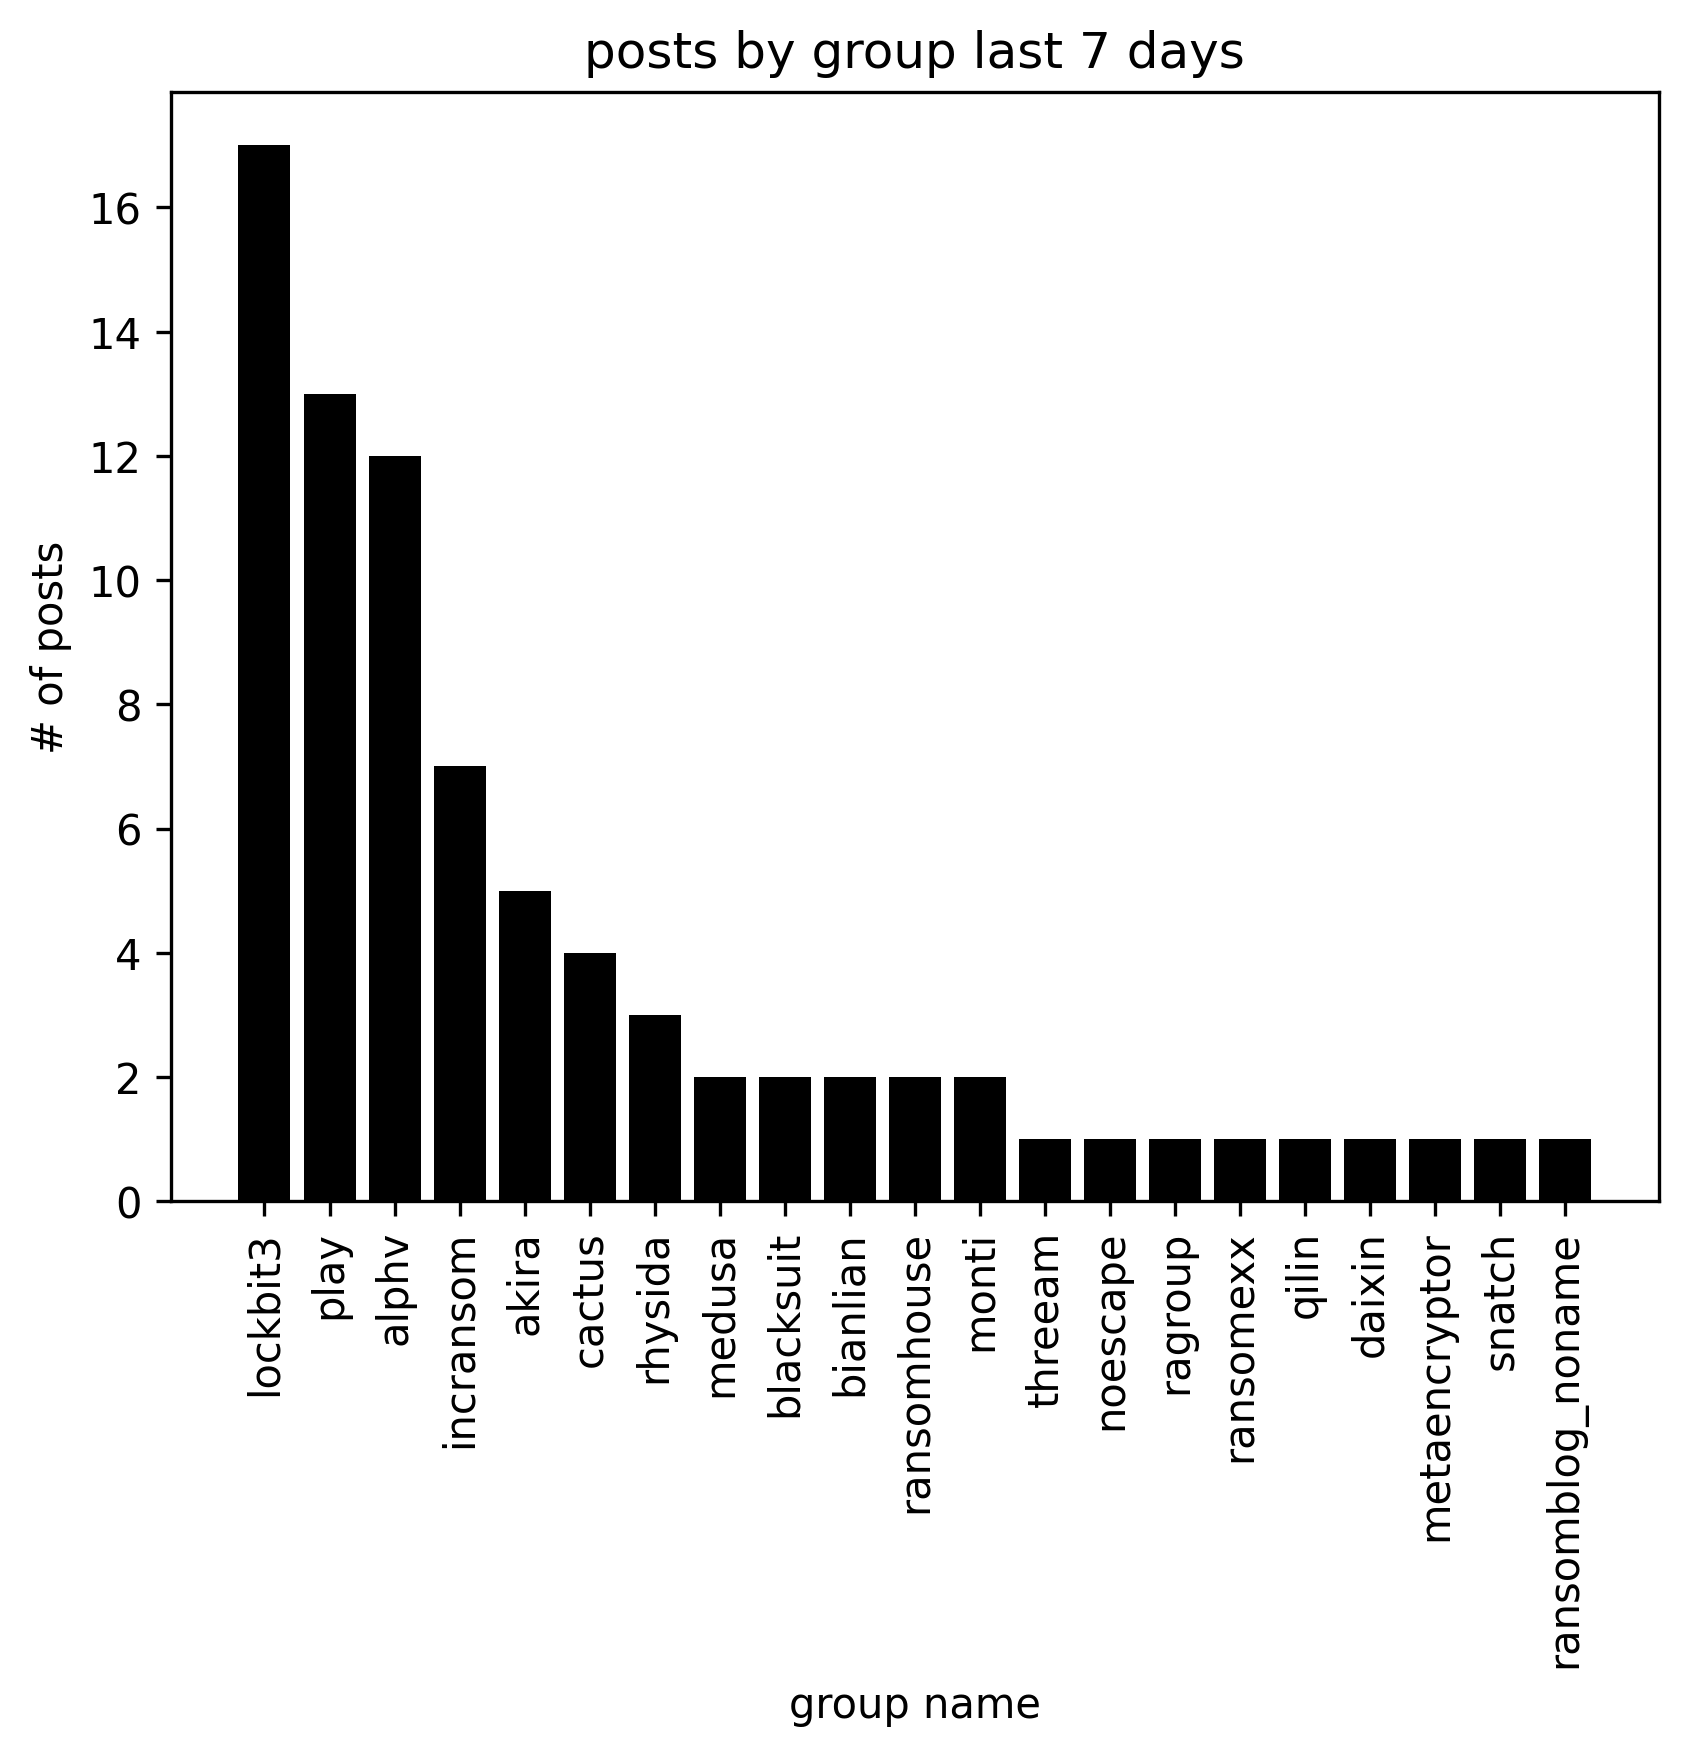 posts by group last 7 days
# of posts
16
14
12
10
8
6
4
2
0
lockbit3
play
alphv
incransom
akira
cactus
rhysida
medusa
blacksuit
bianlian
ransomhouse
monti
threeam
noescape
ragroup
ransomexx
qilin
daixin
metaencryptor
snatch
ransomblog_noname
group name